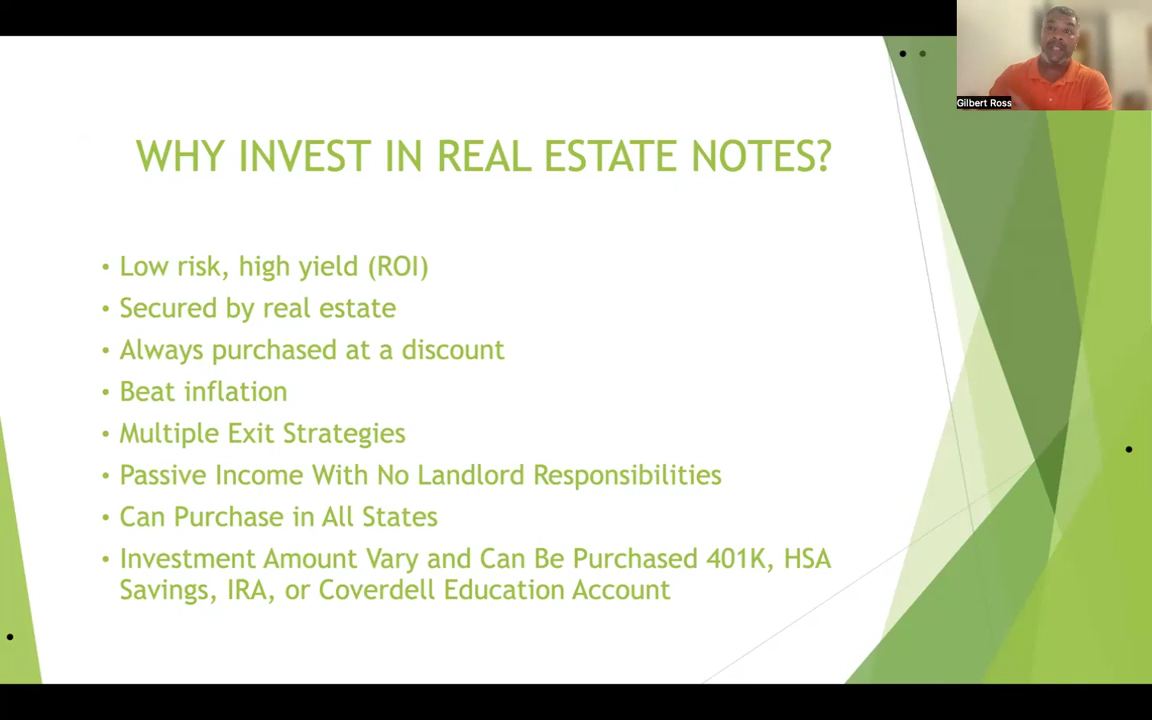 Gilbert Ross
WHY INVEST IN REAL ESTATE NOTES?
• Low risk, high yield (ROI)
• Secured by real estate
• Always purchased at a discount
• Beat inflation
• Multiple Exit Strategies
• Passive Income With No Landlord Responsibilities
• Can Purchase in All States
• Investment Amount Vary and Can Be Purchased 401K, HSA
Savings, IRA, or Coverdell Education Account